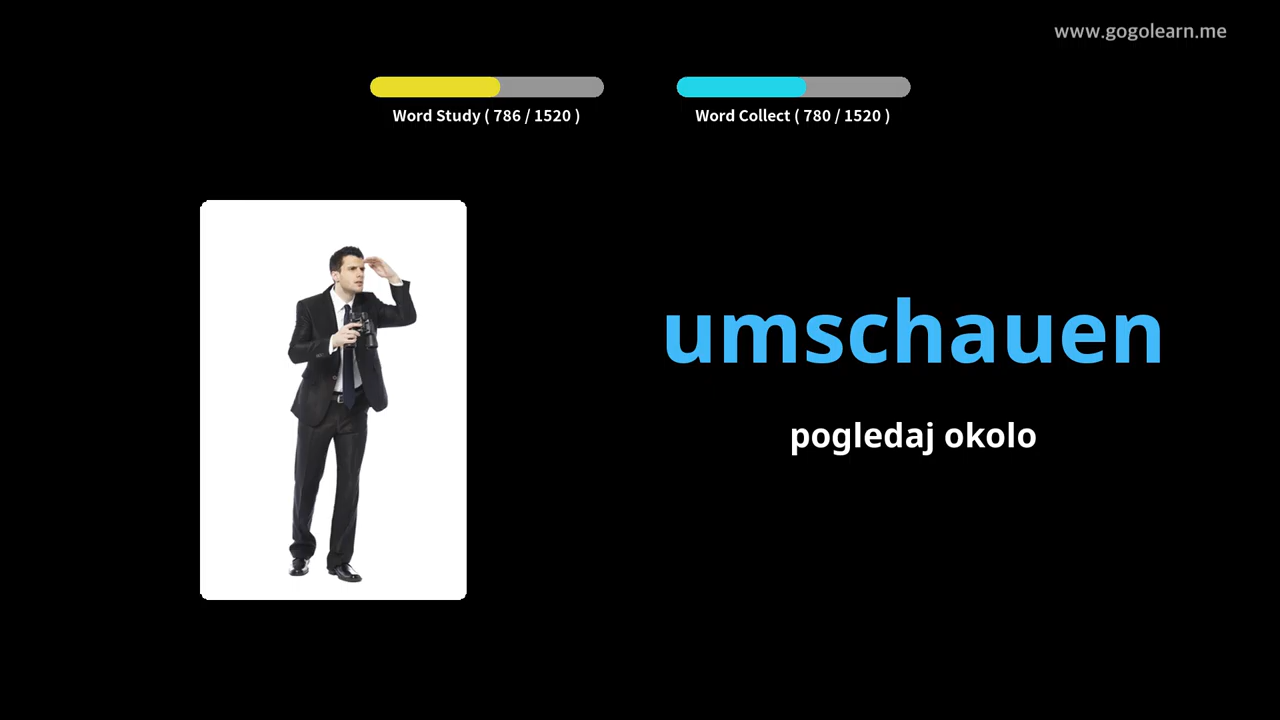 www.gogolearn.me
Word Study ( 786 / 1520 )
Word Collect ( 780 / 1520 )
umschauen
pogledaj okolo